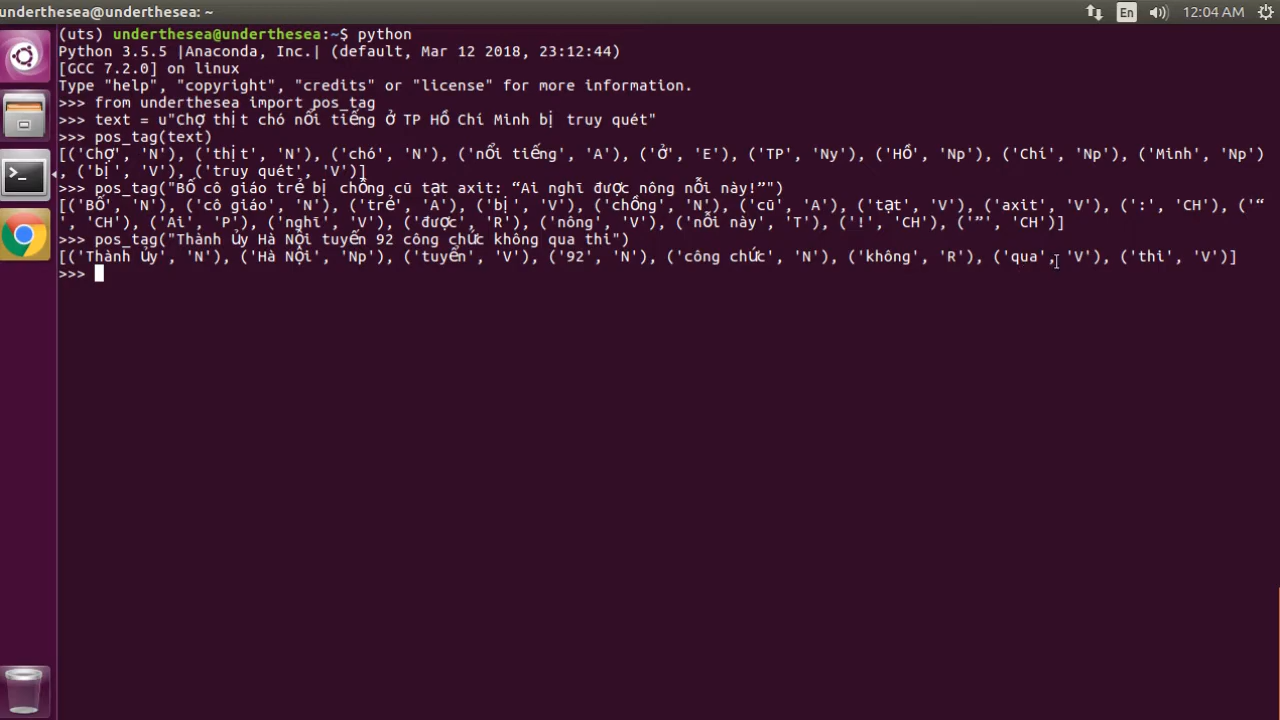 underthesea@underthesea: ~
En
12:04 AM
(uts) underthesea@underthesea:~$ python
Python 3.5.5 |Anaconda, Inc.| (default, Mar 12 2018, 23:12:44)
[GCC 7.2.0] on linux
Type "help", "copyright", "credits" or "license" for more information.
>>> from underthesea import pos_tag
>>> text = u"Chợ thịt chó nổi tiếng ở TP Hồ Chí Minh bị truy quét"
>>> pos_tag(text)
[('Chợ', 'N'), ('thịt', 'N'), ('chó', 'N'), ('nổi tiếng', 'A'), ('ở', 'E'), ('TP', 'Ny'), ('Hồ', 'Np'), ('Chí', 'Np'), ('Minh', 'Np')
, ('bị', 'V'), ('truy quét', 'V')]
>>> pos_tag("Bố cô giáo trẻ bị chồng cũ tạt axit: “Ai nghĩ được nông nỗi này!”")
[('Bố', 'N'), ('cô giáo', 'N'), ('trẻ', 'A'), ('bị', 'V'), ('chồng', 'N'), ('cũ', 'A'), ('tạt', 'V'), ('axit', 'V'), (':', 'CH'), ('“
', 'CH'), ('Ai', 'P'), ('nghĩ', 'V'), ('được', 'R'), ('nông', 'V'), ('nỗi này', 'T'), ('!', 'CH'), ('”', 'CH')]
>>> pos_tag("Thành ủy Hà Nội tuyển 92 công chức không qua thi")
[('Thành ủy', 'N'), ('Hà Nội', 'Np'), ('tuyển', 'V'), ('92', 'N'), ('công chức', 'N'), ('không', 'R'), ('qua', 'V'), ('thi', 'V')]
>>>